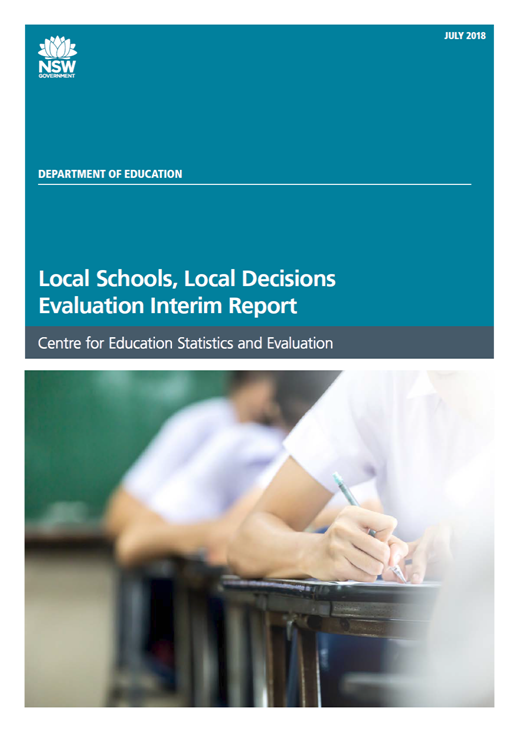 JULY 2018
NSW
GOVERNMENT
DEPARTMENT OF EDUCATION
Local Schools, Local Decisions
Evaluation Interim Report
Centre for Education Statistics and Evaluation